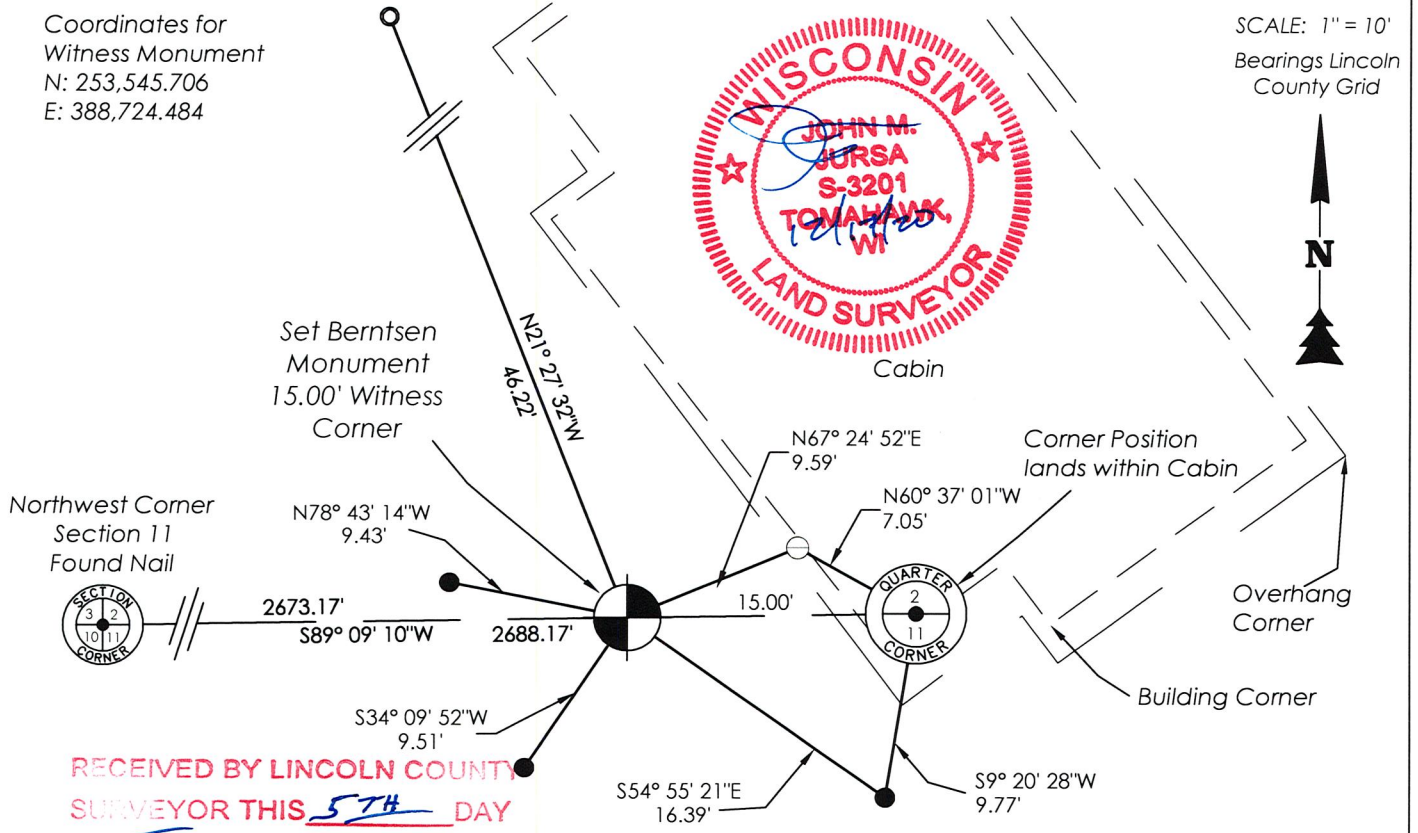 Coordinates for
Witness Monument
N: 253,545.706
E: 388,724.484
SCALE: 1" = 10'
Bearings Lincoln
County Grid
N
WISCONSIN
JOHN M.
JURSA
S-3201
TOMAHAWK,
WI
LAND SURVEYOR
Cabin
N21° 27' 32"W
46.22'
Set Berntsen
Monument
15.00' Witness
Corner
N67° 24' 52"E
9.59'
Corner Position
lands within Cabin
N60° 37' 01"W
7.05'
Northwest Corner
Section 11
Found Nail
N78° 43' 14"W
9.43'
SECTION
3 2
10 11
CORNER
2673.17'
S89° 09' 10"W
2688.17'
15.00'
QUARTER
2
11
CORNER
Overhang
Corner
Building Corner
S34° 09' 52"W
9.51'
S54° 55' 21"E
16.39'
S9° 20' 28"W
9.77'
RECEIVED BY LINCOLN COUNTY
SURVEYOR THIS 5TH DAY